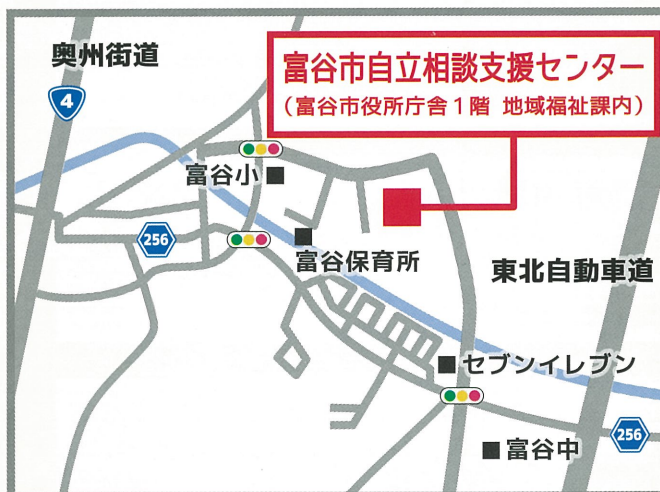 奥州街道
4
富谷市自立相談支援センター
(富谷市役所庁舎1階 地域福祉課内)
富谷小
256
富谷保育所
東北自動車道
セブンイレブン
富谷中
256